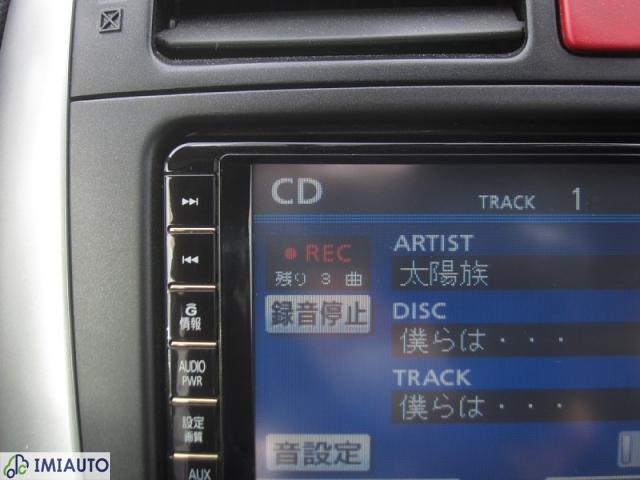 CD
TRACK 1
REC
残り 3 曲
録音停止
ARTIST
太陽族
DISC
僕らは・・・
TRACK
僕らは・・・
音設定
G
情報
AUDIO
PWR
設定
画質
AUX
IMIAUTO